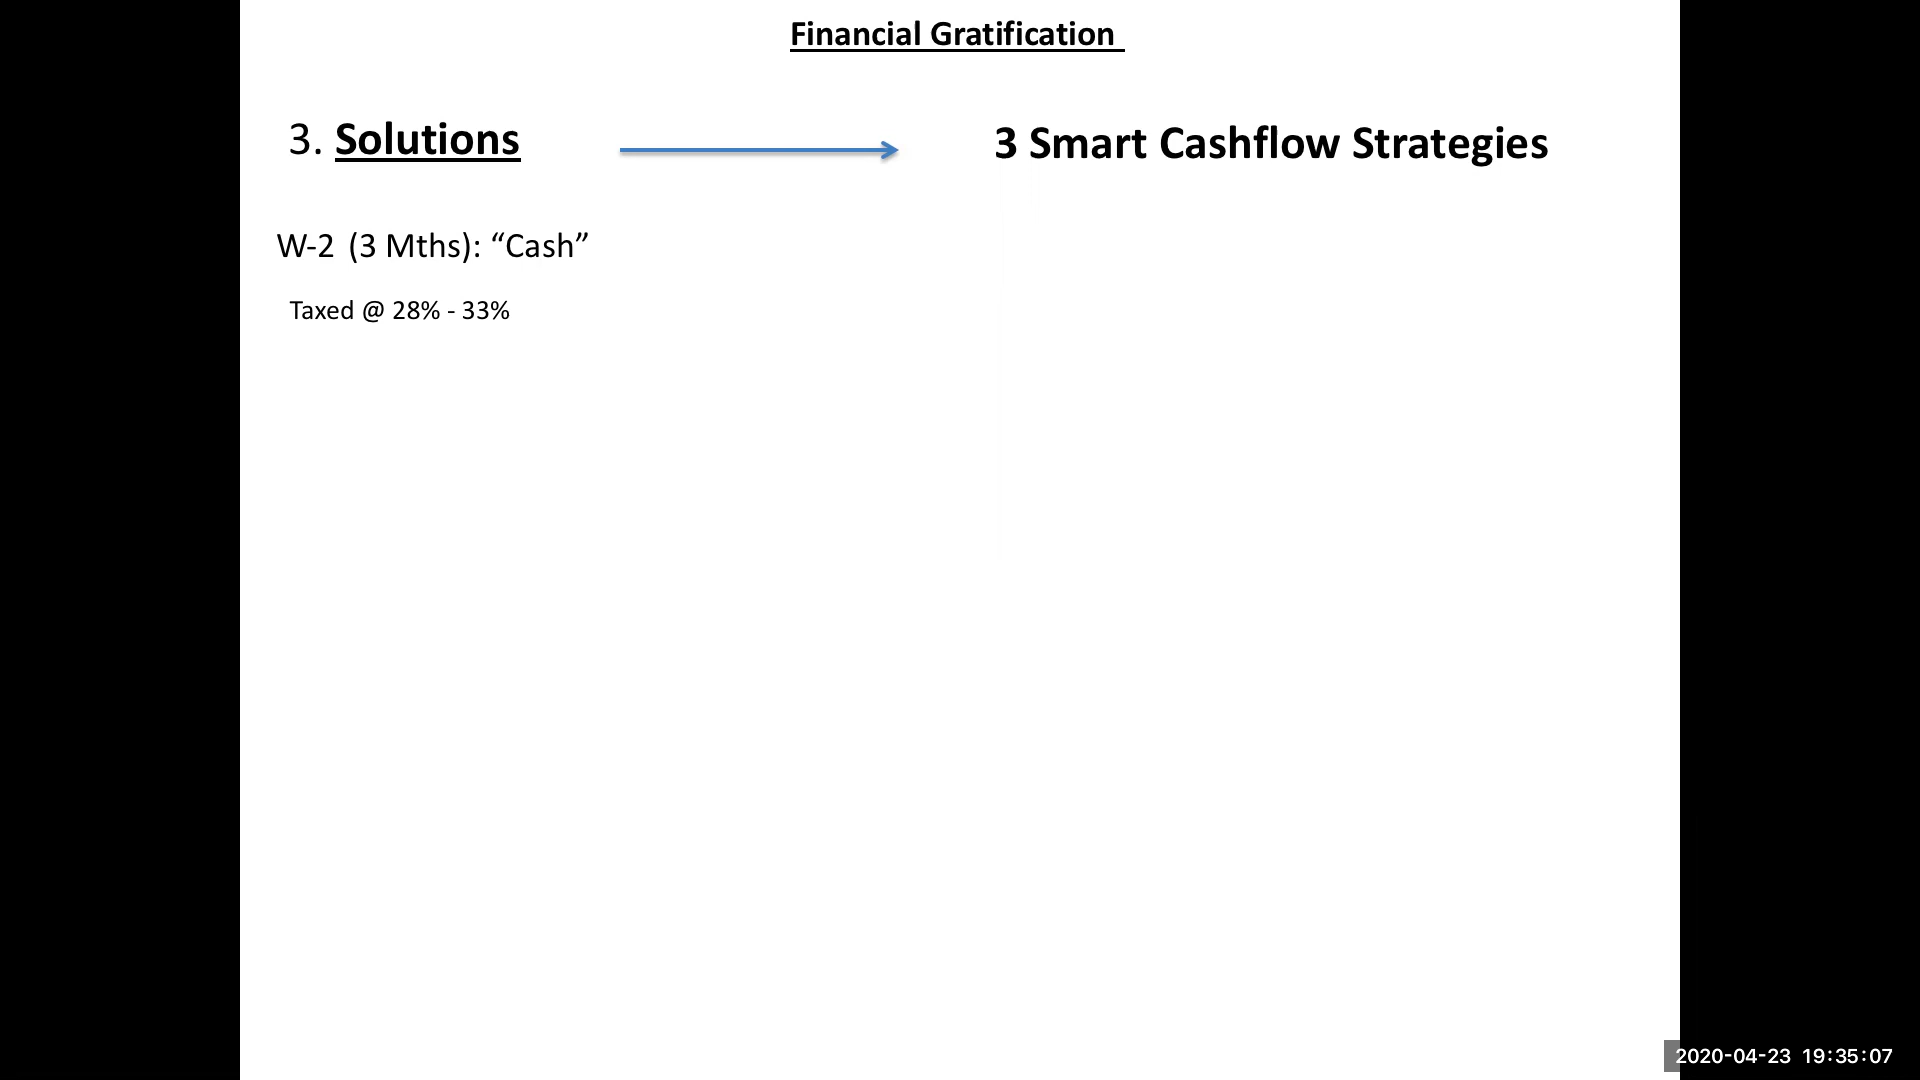 Financial Gratification
3. Solutions
3 Smart Cashflow Strategies
W-2 (3 Mths): “Cash”
Taxed @ 28% - 33%
2020-04-23 19:35:07